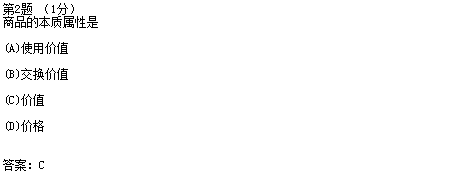 第2题 （1分）
商品的本质属性是
(A)使用价值
(B)交换价值
(C)价值
(D)价格
答案：C